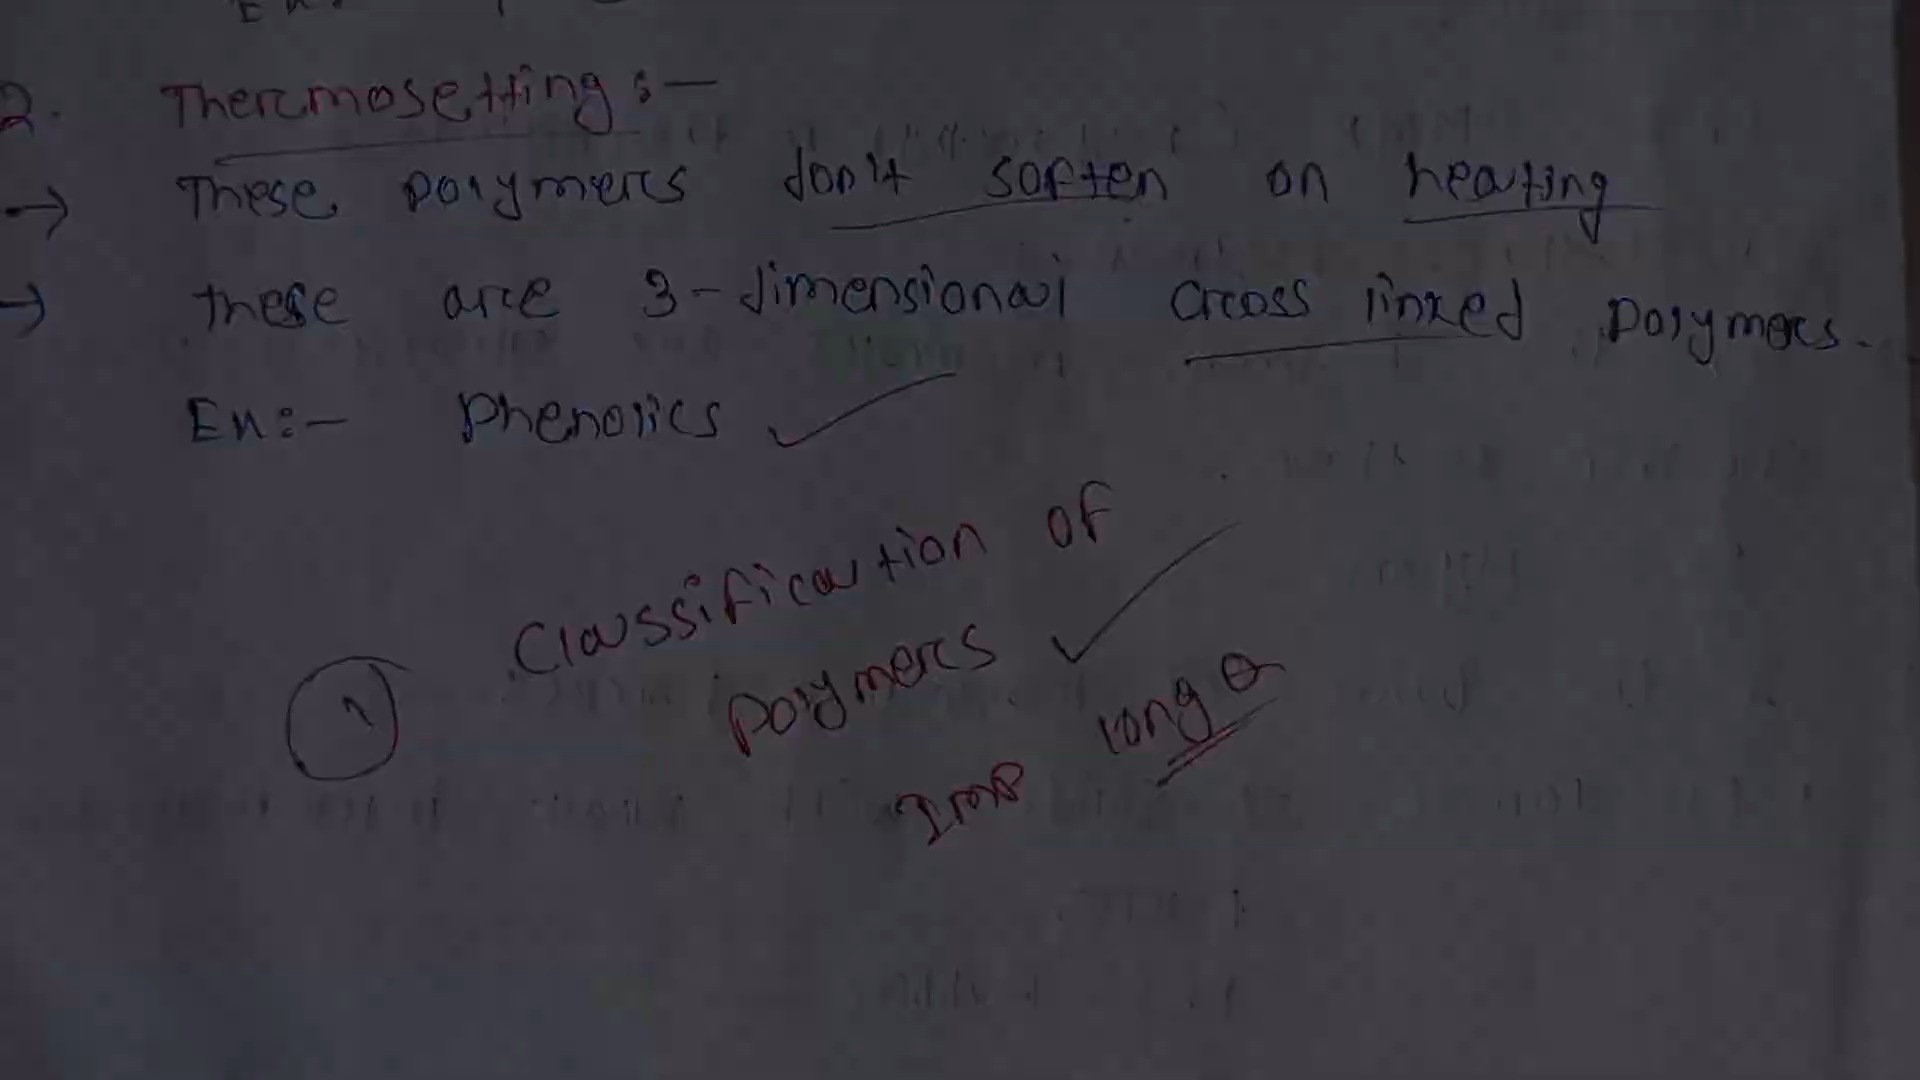 2. Thermosetting :-
→ These polymers don't soften on heating
→ these are 3-dimensional cross linked polymers.
Ex:- Phenolics ✓
Classification of
polymers ✓
Imp long Q